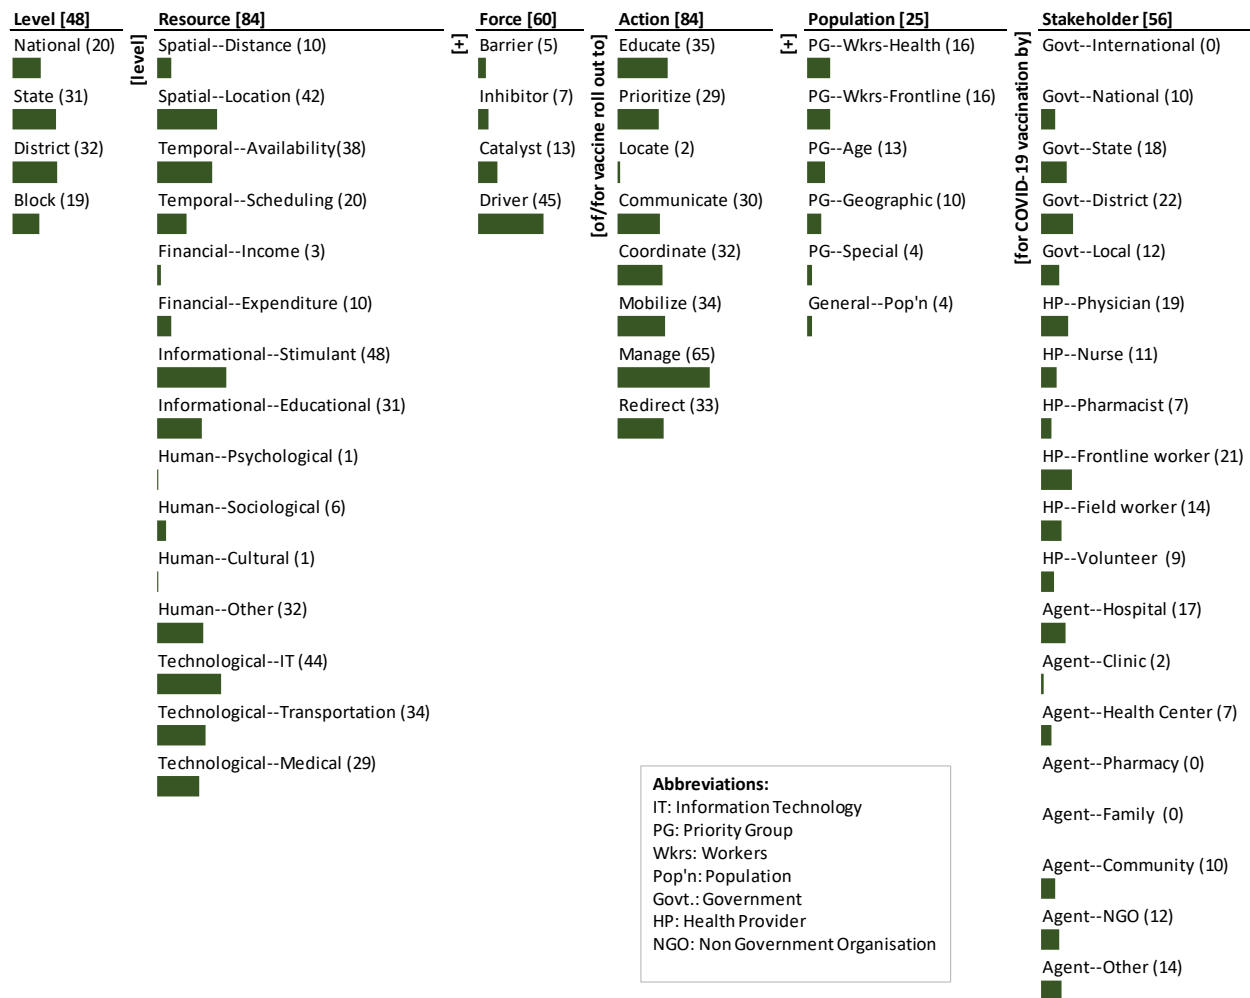 Level [48]
National (20)
State (31)
District (32)
Block (19)
[level]
Resource [84]
Spatial--Distance (10)
Spatial--Location (42)
Temporal--Availability(38)
Temporal--Scheduling (20)
Financial--Income (3)
Financial--Expenditure (10)
Informational--Stimulant (48)
Informational--Educational (31)
Human--Psychological (1)
Human--Sociological (6)
Human--Cultural (1)
Human--Other (32)
Technological--IT (44)
Technological--Transportation (34)
Technological--Medical (29)
[+]
Force [60]
Barrier (5)
Inhibitor (7)
Catalyst (13)
Driver (45)
[of/for vaccine roll out to]
Action [84]
Educate (35)
Prioritize (29)
Locate (2)
Communicate (30)
Coordinate (32)
Mobilize (34)
Manage (65)
Redirect (33)
[+]
Population [25]
PG--Wkrs-Health (16)
PG--Wkrs-Frontline (16)
PG--Age (13)
PG--Geographic (10)
PG--Special (4)
General--Pop'n (4)
[for COVID-19 vaccination by]
Stakeholder [56]
Govt--International (0)
Govt--National (10)
Govt--State (18)
Govt--District (22)
Govt--Local (12)
HP--Physician (19)
HP--Nurse (11)
HP--Pharmacist (7)
HP--Frontline worker (21)
HP--Field worker (14)
HP--Volunteer (9)
Agent--Hospital (17)
Agent--Clinic (2)
Agent--Health Center (7)
Agent--Pharmacy (0)
Agent--Family (0)
Agent--Community (10)
Agent--NGO (12)
Agent--Other (14)
Abbreviations:
IT: Information Technology
PG: Priority Group
Wkrs: Workers
Pop'n: Population
Govt.: Government
HP: Health Provider
NGO: Non Government Organisation